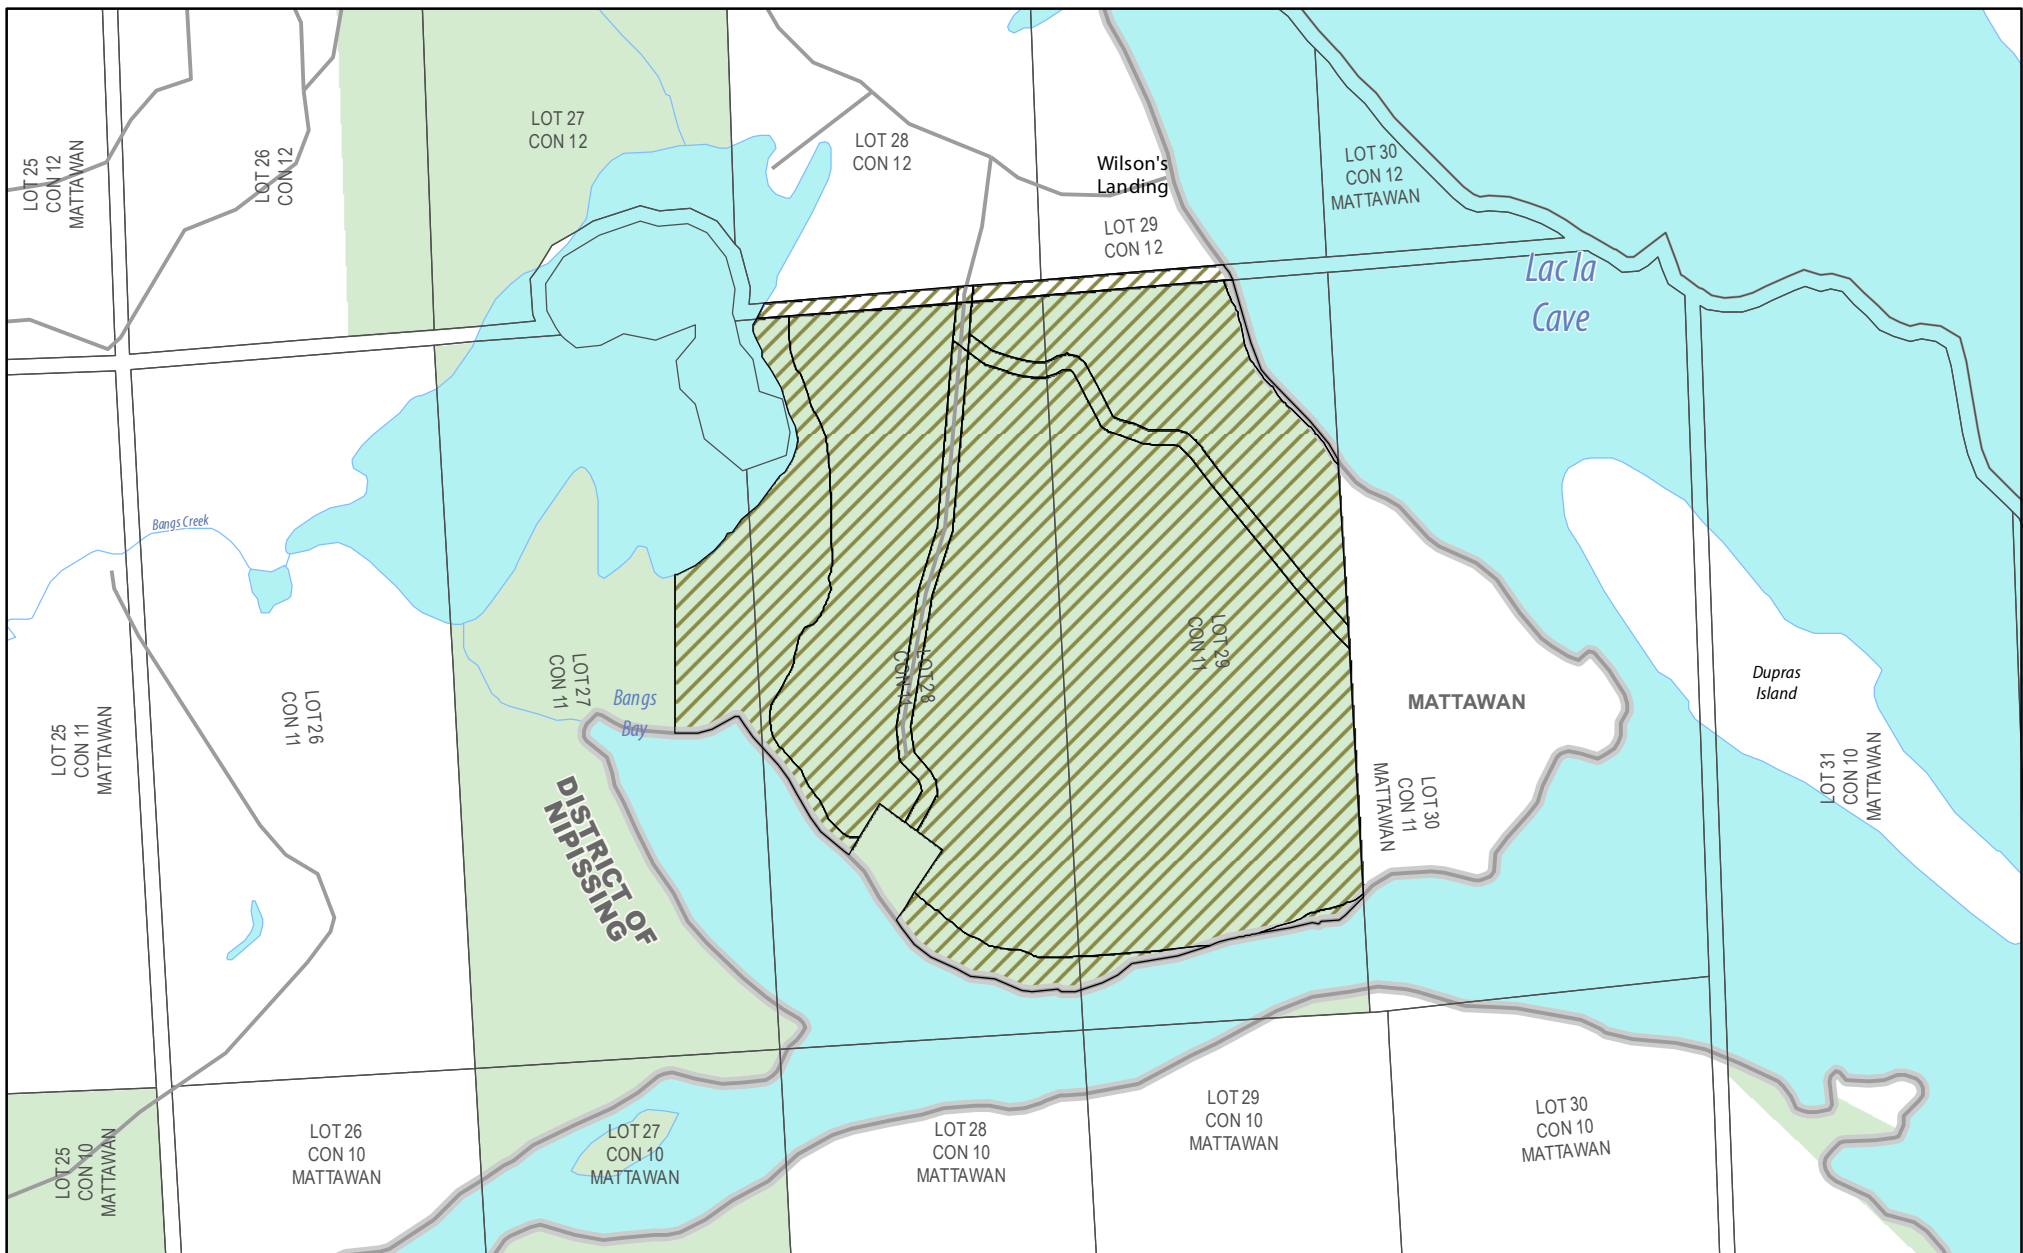 LOT 25
CON 12
MATTAWAN
LOT 26
CON 12
LOT 27
CON 12
LOT 28
CON 12
Wilson's
Landing
LOT 29
CON 12
LOT 30
CON 12
MATTAWAN
Lac la
Cave
Bangs Creek
LOT 25
CON 11
MATTAWAN
LOT 26
CON 11
LOT 27
CON 11
Bangs
Bay
LOT 28
CON 11
LOT 29
CON 11
MATTAWAN
LOT 30
CON 11
MATTAWAN
Dupras
Island
LOT 31
CON 10
MATTAWAN
DISTRICT OF
NIPISSING
LOT 25
CON 10
MATTAWAN
LOT 26
CON 10
MATTAWAN
LOT 27
CON 10
MATTAWAN
LOT 28
CON 10
MATTAWAN
LOT 29
CON 10
MATTAWAN
LOT 30
CON 10
MATTAWAN